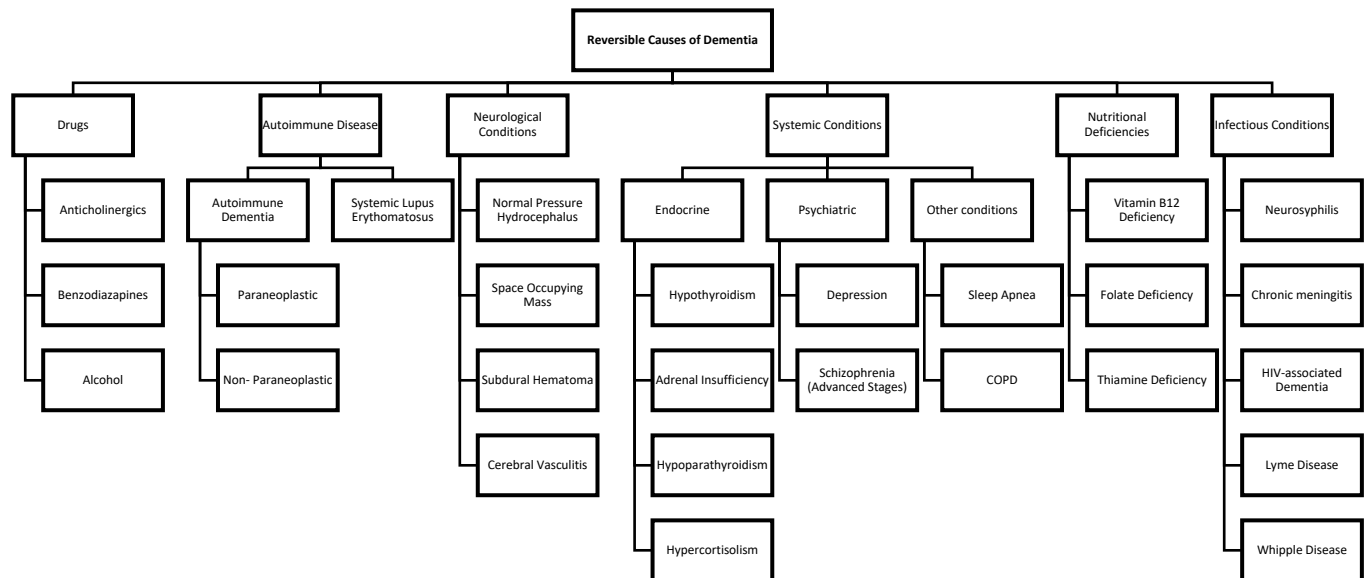 Reversible Causes of Dementia
Drugs
Anticholinergics
Benzodiazapines
Alcohol
Autoimmune Disease
Autoimmune
Dementia
Paraneoplastic
Non- Paraneoplastic
Systemic Lupus
Erythomatosus
Neurological
Conditions
Normal Pressure
Hydrocephalus
Space Occupying
Mass
Subdural Hematoma
Cerebral Vasculitis
Systemic Conditions
Endocrine
Hypothyroidism
Adrenal Insufficiency
Hypoparathyroidism
Hypercortisolism
Psychiatric
Depression
Schizophrenia
(Advanced Stages)
Other conditions
Sleep Apnea
COPD
Nutritional
Deficiencies
Vitamin B12
Deficiency
Folate Deficiency
Thiamine Deficiency
Infectious Conditions
Neurosyphilis
Chronic meningitis
HIV-associated
Dementia
Lyme Disease
Whipple Disease